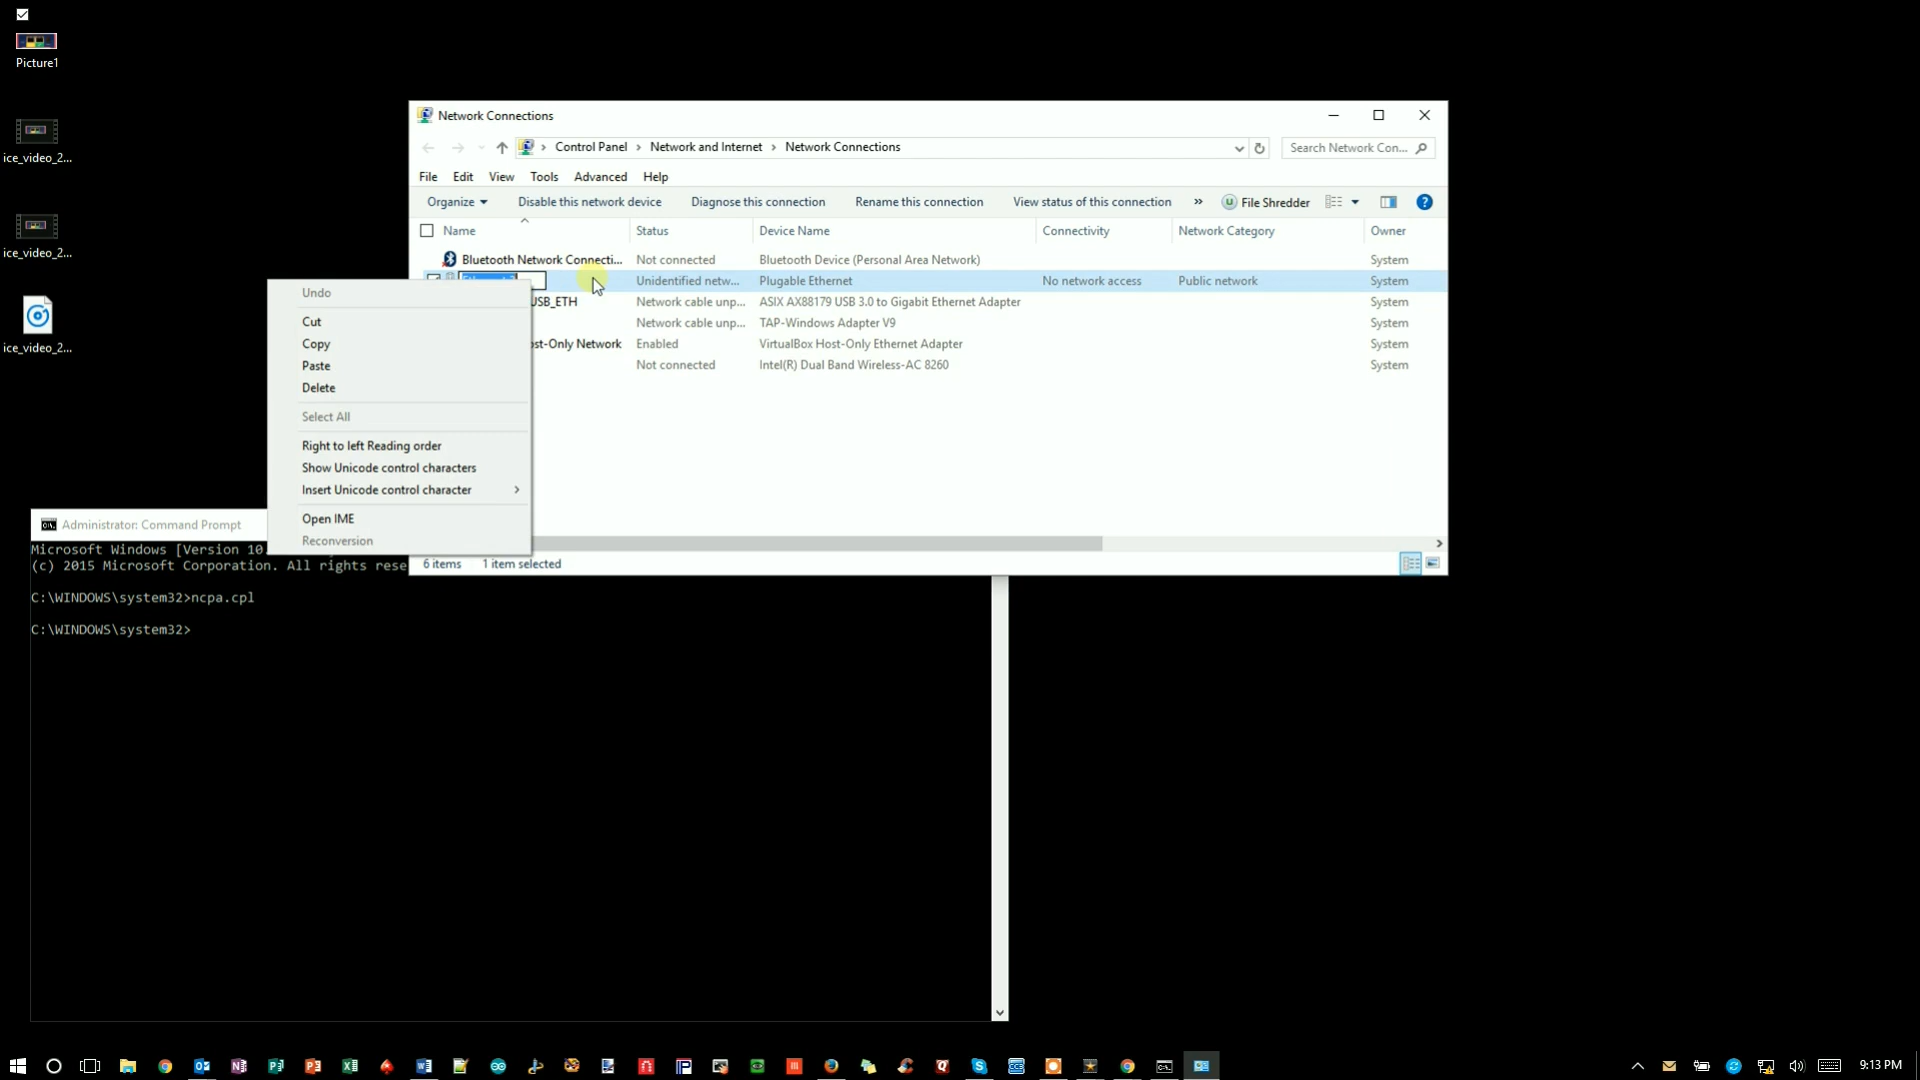 Picture1
ice_video_2...
ice_video_2...
ice_video_2...
Network Connections
Control Panel > Network and Internet > Network Connections
Search Network Con...
File Edit View Tools Advanced Help
Organize Disable this network device Diagnose this connection Rename this connection View status of this connection » File Shredder
Name Status Device Name Connectivity Network Category Owner
Bluetooth Network Connecti... Not connected Bluetooth Device (Personal Area Network) System
Unidentified netw... Plugable Ethernet No network access Public network System
USB_ETH Network cable unp... ASIX AX88179 USB 3.0 to Gigabit Ethernet Adapter System
Network cable unp... TAP-Windows Adapter V9 System
ost-Only Network Enabled VirtualBox Host-Only Ethernet Adapter System
Not connected Intel(R) Dual Band Wireless-AC 8260 System
6 items 1 item selected
Undo
Cut
Copy
Paste
Delete
Select All
Right to left Reading order
Show Unicode control characters
Insert Unicode control character
Open IME
Reconversion
Administrator: Command Prompt
Microsoft Windows [Version 10.
(c) 2015 Microsoft Corporation. All rights rese
C:\WINDOWS\system32>ncpa.cpl
C:\WINDOWS\system32>
9:13 PM